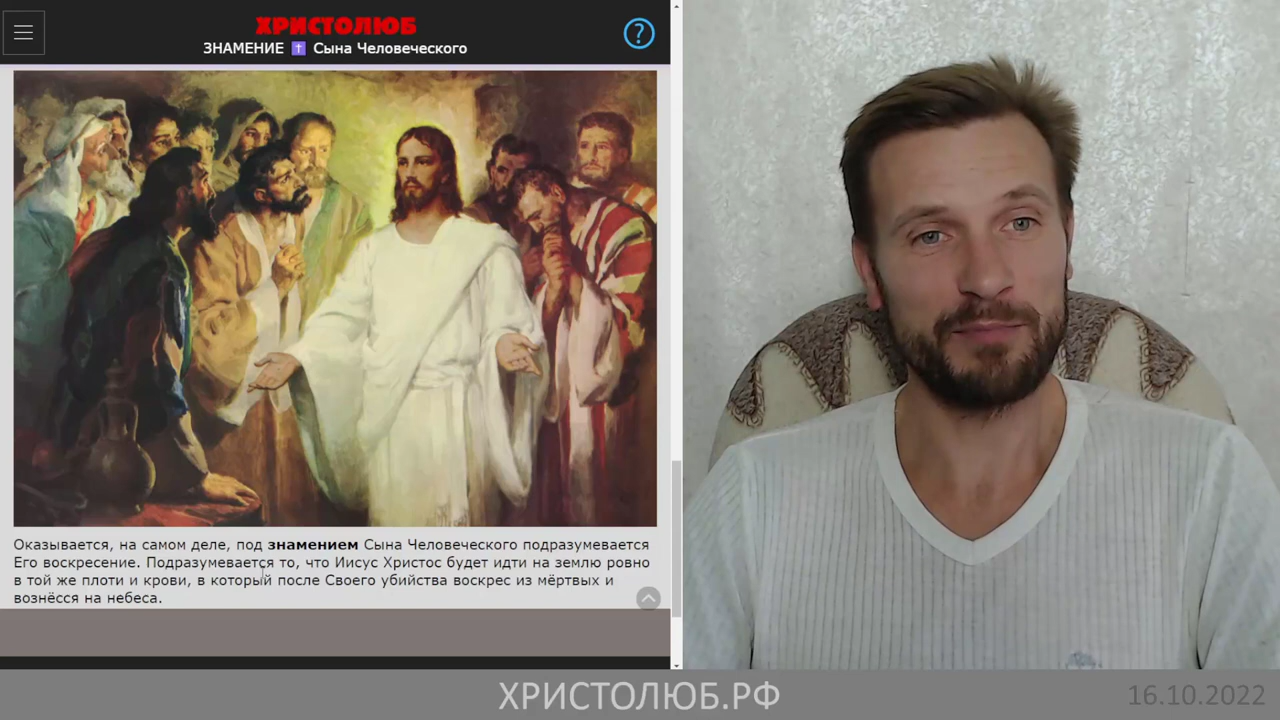 ХРИСТОЛЮБ
?
ЗНАМЕНИЕ ✝ Сына Человеческого
Оказывается, на самом деле, под знамением Сына Человеческого подразумевается
Его воскресение. Подразумевается то, что Иисус Христос будет идти на землю ровно
в той же плоти и крови, в который после Своего убийства воскрес из мёртвых и
вознёсся на небеса.
ХРИСТОЛЮБ.РФ
16.10.2022